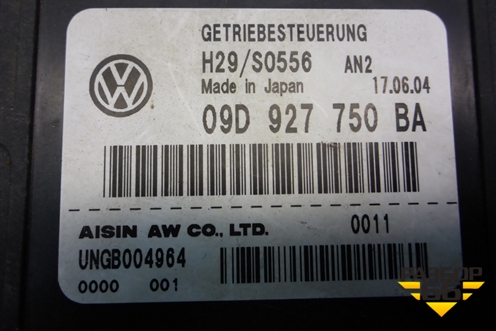 GETRIEBESTEUERUNG
H29/S0556 AN2
Made in Japan 17.06.04
09D 927 750 BA
AISIN AW CO., LTD. 0011
UNGB004964
0000 001